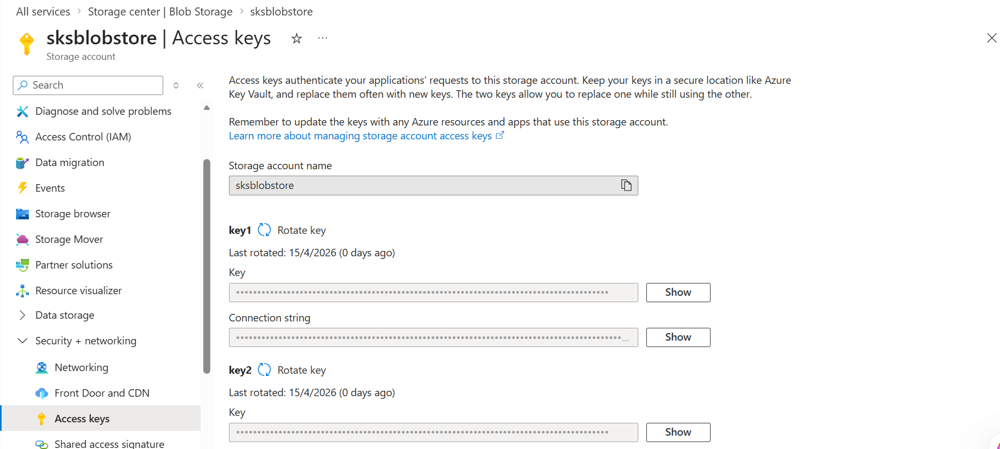 All services > Storage center | Blob Storage > sksblobstore
sksblobstore | Access keys
Storage account
Search
Diagnose and solve problems
Access Control (IAM)
Data migration
Events
Storage browser
Storage Mover
Partner solutions
Resource visualizer
Data storage
Security + networking
Networking
Front Door and CDN
Access keys
Shared access signature
Access keys authenticate your applications’ requests to this storage account. Keep your keys in a secure location like Azure
Key Vault, and replace them often with new keys. The two keys allow you to replace one while still using the other.
Remember to update the keys with any Azure resources and apps that use this storage account.
Learn more about managing storage account access keys
Storage account name
sksblobstore
key1 Rotate key
Last rotated: 15/4/2026 (0 days ago)
Key
Show
Connection string
...
Show
key2 Rotate key
Last rotated: 15/4/2026 (0 days ago)
Key
Show